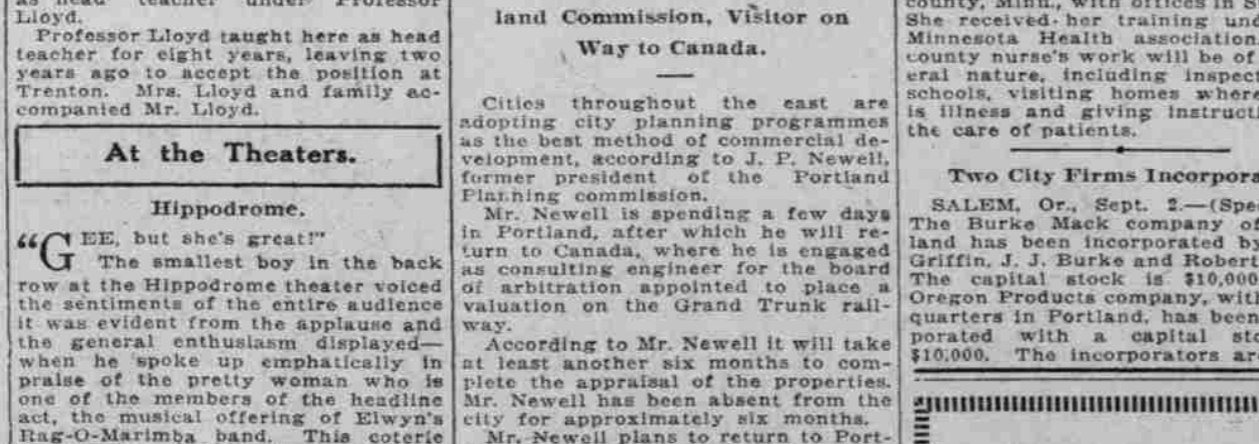 as head teacher under Professor
Lloyd.
Professor Lloyd taught here as head
teacher for eight years, leaving two
years ago to accept the position at
Trenton. Mrs. Lloyd and family ac-
companied Mr. Lloyd.
At the Theaters.
Hippodrome.
"GEE, but she's great!"
The smallest boy in the back
row at the Hippodrome theater voiced
the sentiments of the entire audience
it was evident from the applause and
the general enthusiasm displayed—
when he spoke up emphatically in
praise of the pretty woman who is
one of the members of the headline
act, the musical offering of Elwyn's
Rag-O-Marimba band. This coterie
land Commission, Visitor on
Way to Canada.
Cities throughout the east are
adopting city planning programmes
as the best method of commercial de-
velopment, according to J. P. Newell,
former president of the Portland
Planning commission.
Mr. Newell is spending a few days
in Portland, after which he will re-
turn to Canada, where he is engaged
as consulting engineer for the board
of arbitration appointed to place a
valuation on the Grand Trunk rail-
way.
According to Mr. Newell it will take
at least another six months to com-
plete the appraisal of the properties.
Mr. Newell has been absent from the
city for approximately six months.
Mr. Newell plans to return to Port-
county, Minn., with offices in S
She received her training und
Minnesota Health association.
county nurse's work will be of
eral nature, including inspect
schools, visiting homes where
is illness and giving instruct
the care of patients.
Two City Firms Incorpora
SALEM, Or., Sept. 2.—(Spe
The Burke Mack company of
land has been incorporated by
Griffin, J. J. Burke and Robert
The capital stock is $10,000
Oregon Products company, with
quarters in Portland, has been
porated with a capital sto
$10,000. The incorporators ar